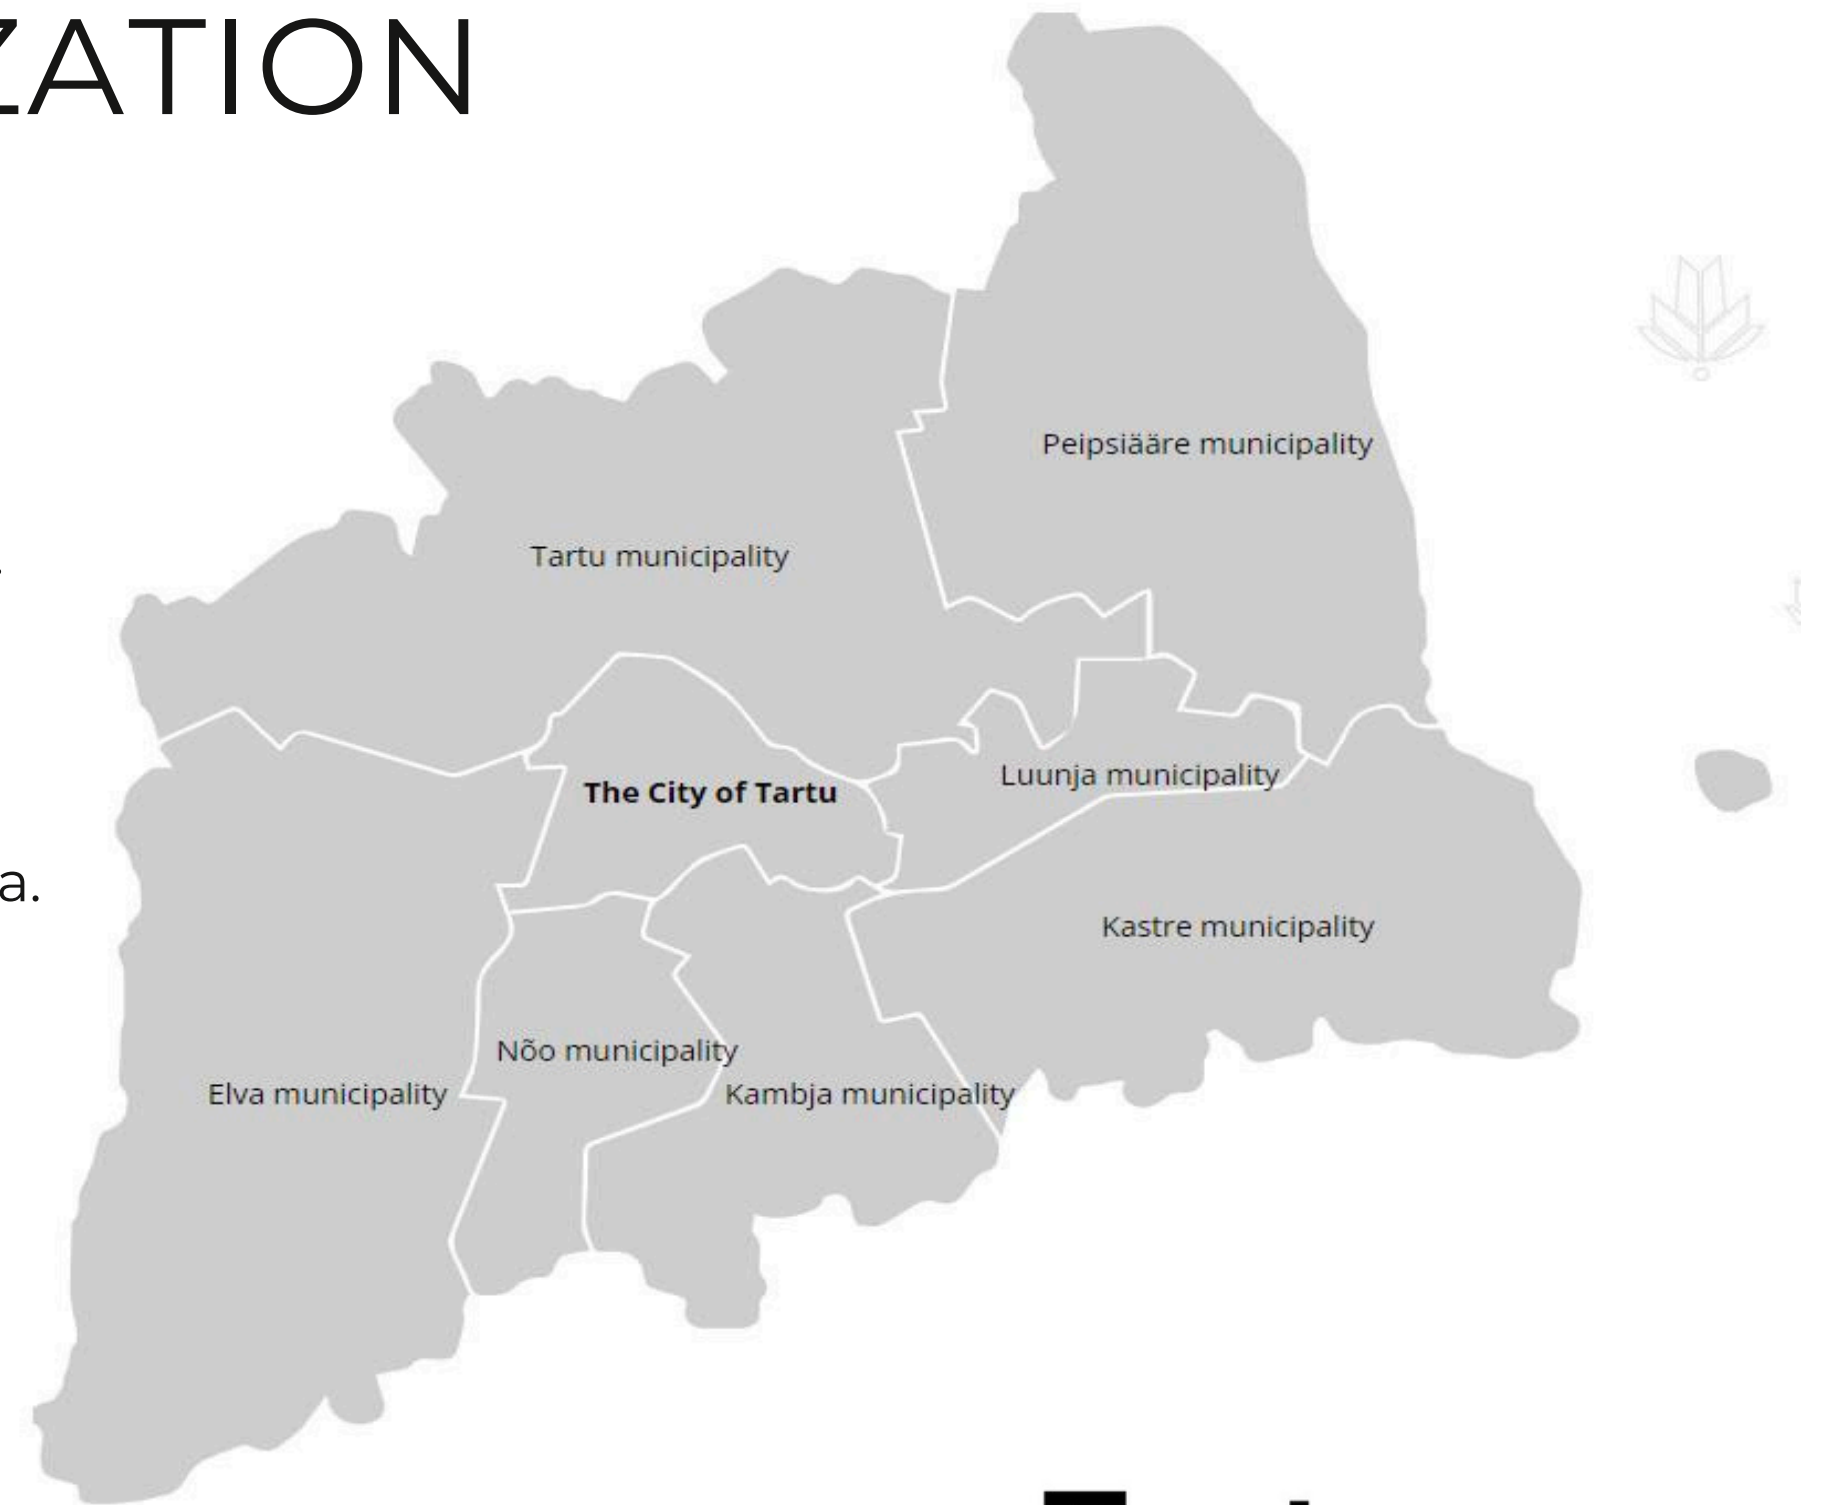 ZATION
Peipsiääre municipality
Tartu municipality
Luunja municipality
The City of Tartu
a.
Kastre municipality
Nõo municipality
Elva municipality
Kambja municipality